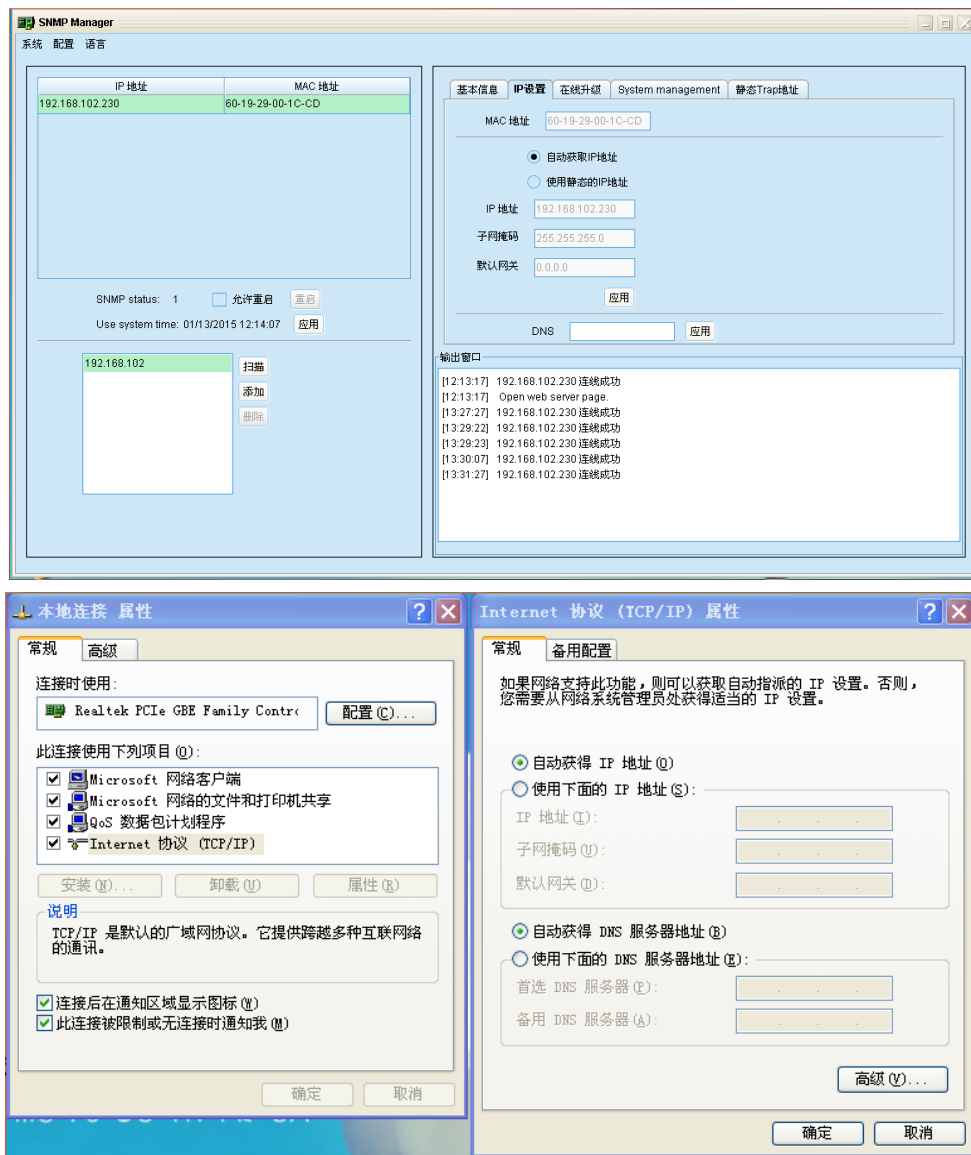 SNMP Manager
系统 配置 语言
IP 地址 MAC 地址
192.168.102.230 60-19-29-00-1C-CD
SNMP status: 1 允许重启 重启
Use system time: 01/13/2015 12:14:07 应用
192.168.102
扫描
添加
删除
基本信息 IP设置 在线升级 System management 静态Trap地址
MAC 地址 60-19-29-00-1C-CD
自动获取IP地址
使用静态的IP地址
IP 地址 192.168.102.230
子网掩码 255.255.255.0
默认网关 0.0.0.0
应用
DNS 应用
输出窗口
[12:13:17] 192.168.102.230 连线成功
[12:13:17] Open web server page.
[13:27:27] 192.168.102.230 连线成功
[13:29:22] 192.168.102.230 连线成功
[13:29:23] 192.168.102.230 连线成功
[13:30:07] 192.168.102.230 连线成功
[13:31:27] 192.168.102.230 连线成功
本地连接 属性
常规 高级
连接时使用:
Realtek PCIe GBE Family Contr
配置(C)...
此连接使用下列项目(O):
Microsoft 网络客户端
Microsoft 网络的文件和打印机共享
QoS 数据包计划程序
Internet 协议 (TCP/IP)
安装(N)... 卸载(U) 属性(R)
说明
TCP/IP 是默认的广域网协议。它提供跨越多种互联网络
的通讯。
连接后在通知区域显示图标(W)
此连接被限制或无连接时通知我(M)
确定 取消
Internet 协议 (TCP/IP) 属性
常规 备用配置
如果网络支持此功能，则可以获取自动指派的 IP 设置。否则，
您需要从网络系统管理员处获得适当的 IP 设置。
自动获得 IP 地址(O)
使用下面的 IP 地址(S):
IP 地址(I):
子网掩码(U):
默认网关(D):
自动获得 DNS 服务器地址(B)
使用下面的 DNS 服务器地址(E):
首选 DNS 服务器(P):
备用 DNS 服务器(A):
高级(V)...
确定 取消